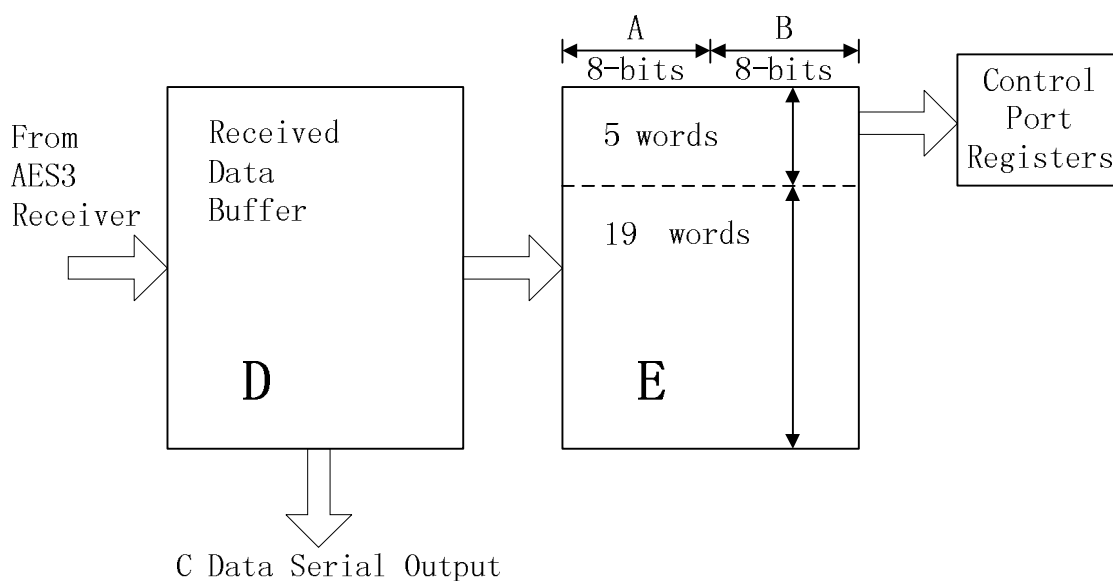 From
AES3
Receiver
Received
Data
Buffer
D
C Data Serial Output
A
B
8-bits
8-bits
5 words
19 words
E
Control
Port
Registers